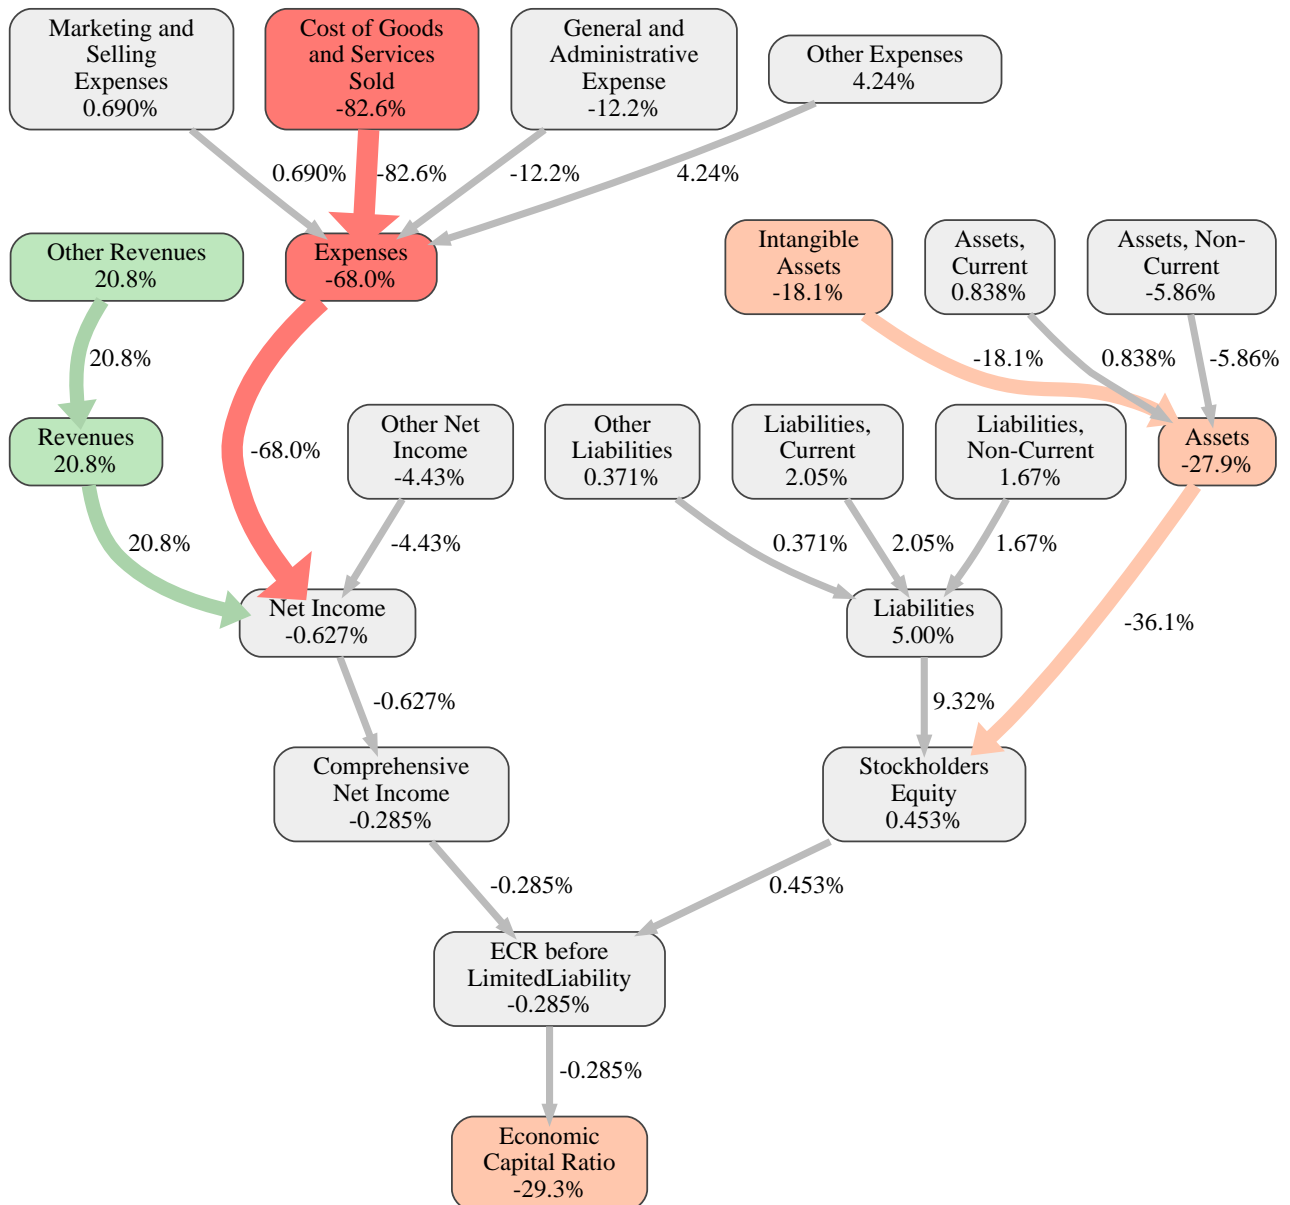 Marketing and
Selling
Expenses
0.690%
Cost of Goods
and Services
Sold
-82.6%
General and
Administrative
Expense
-12.2%
Other Expenses
4.24%
0.690%
-82.6%
-12.2%
4.24%
Other Revenues
20.8%
Expenses
-68.0%
Intangible
Assets
-18.1%
Assets,
Current
0.838%
Assets, Non-
Current
-5.86%
20.8%
-68.0%
-18.1%
0.838%
-5.86%
Revenues
20.8%
Other Net
Income
-4.43%
Other
Liabilities
0.371%
Liabilities,
Current
2.05%
Liabilities,
Non-Current
1.67%
Assets
-27.9%
20.8%
-4.43%
0.371%
2.05%
1.67%
-36.1%
Net Income
-0.627%
Liabilities
5.00%
-0.627%
9.32%
Comprehensive
Net Income
-0.285%
Stockholders
Equity
0.453%
-0.285%
0.453%
ECR before
LimitedLiability
-0.285%
-0.285%
Economic
Capital Ratio
-29.3%